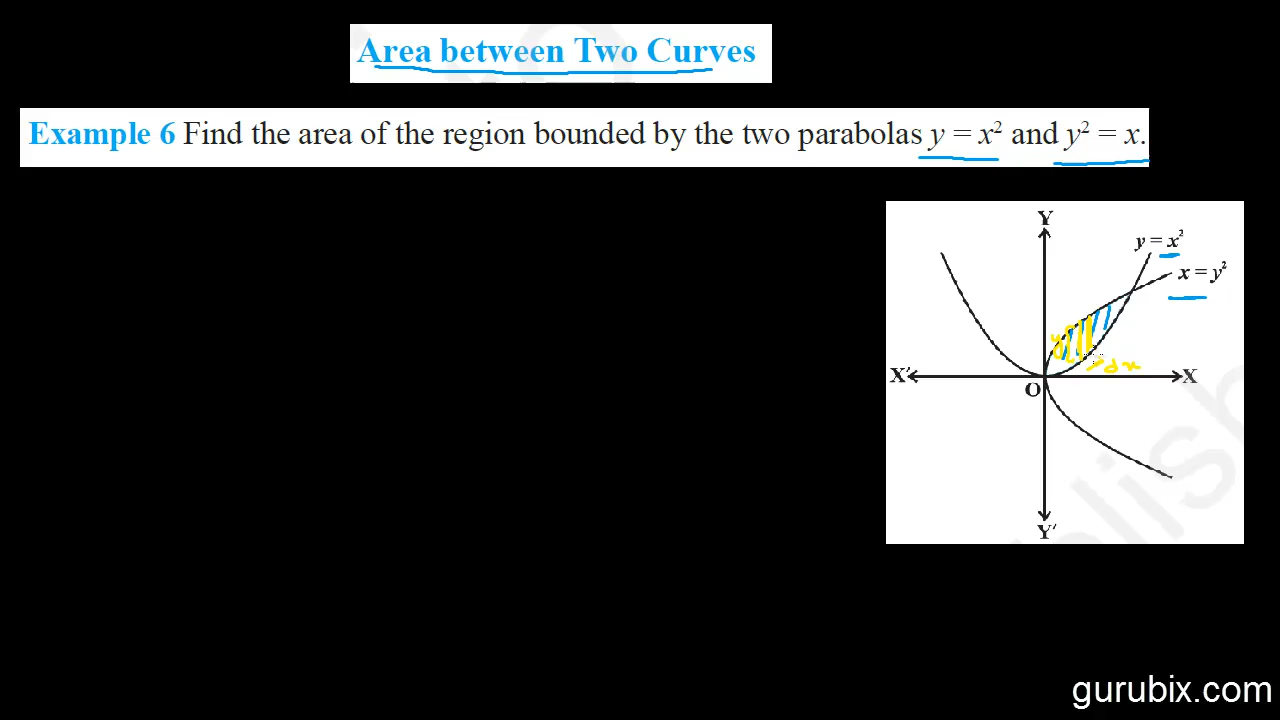 Area between Two Curves
Example 6 Find the area of the region bounded by the two parabolas y = x² and y² = x.
Y
y = x²
x = y²
y
dx
X′
X
O
Y′
gurubix.com